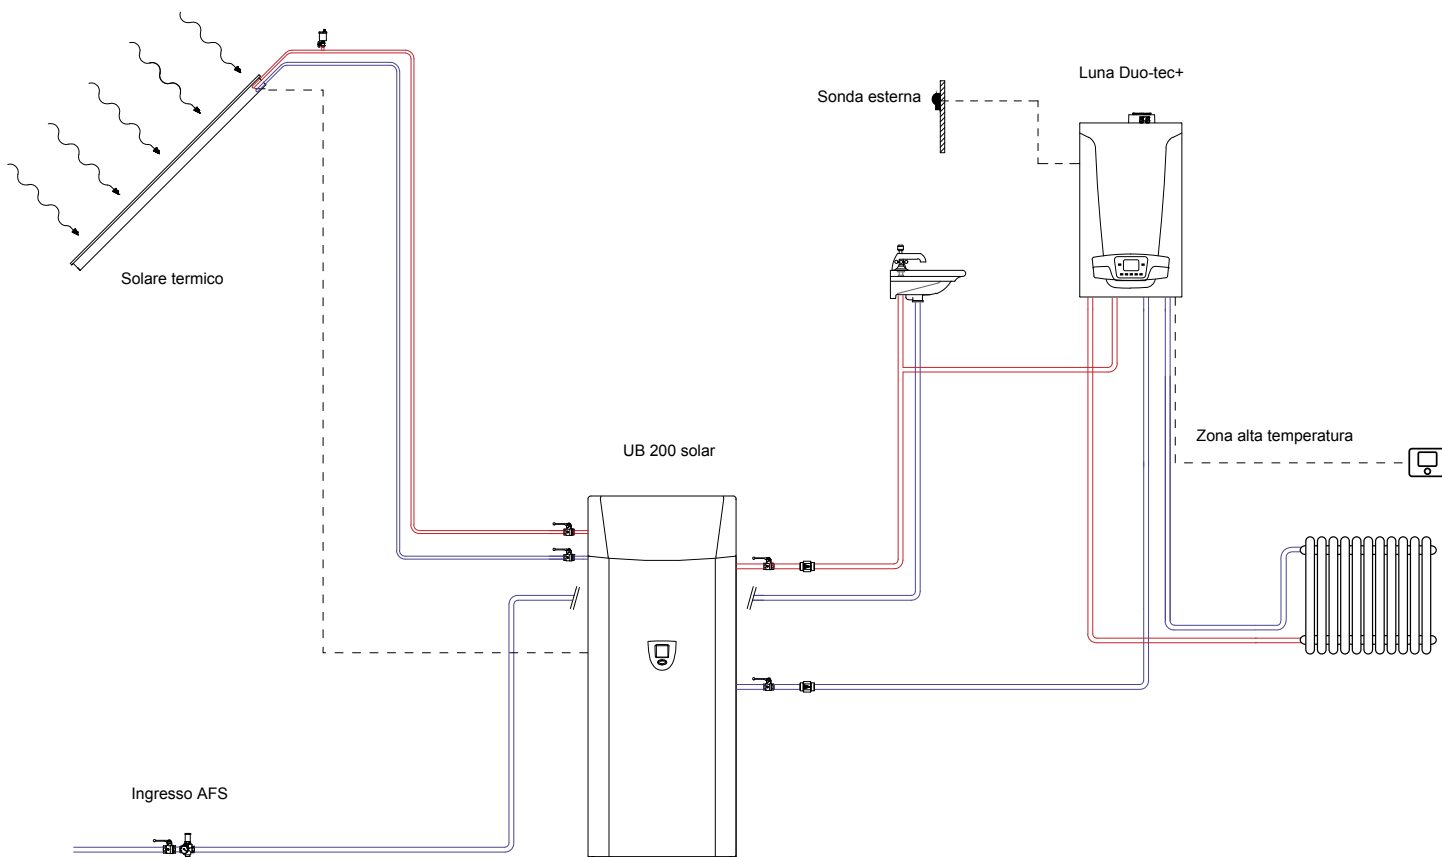 Luna Duo-tec+
Sonda esterna
Solare termico
Zona alta temperatura
UB 200 solar
Ingresso AFS